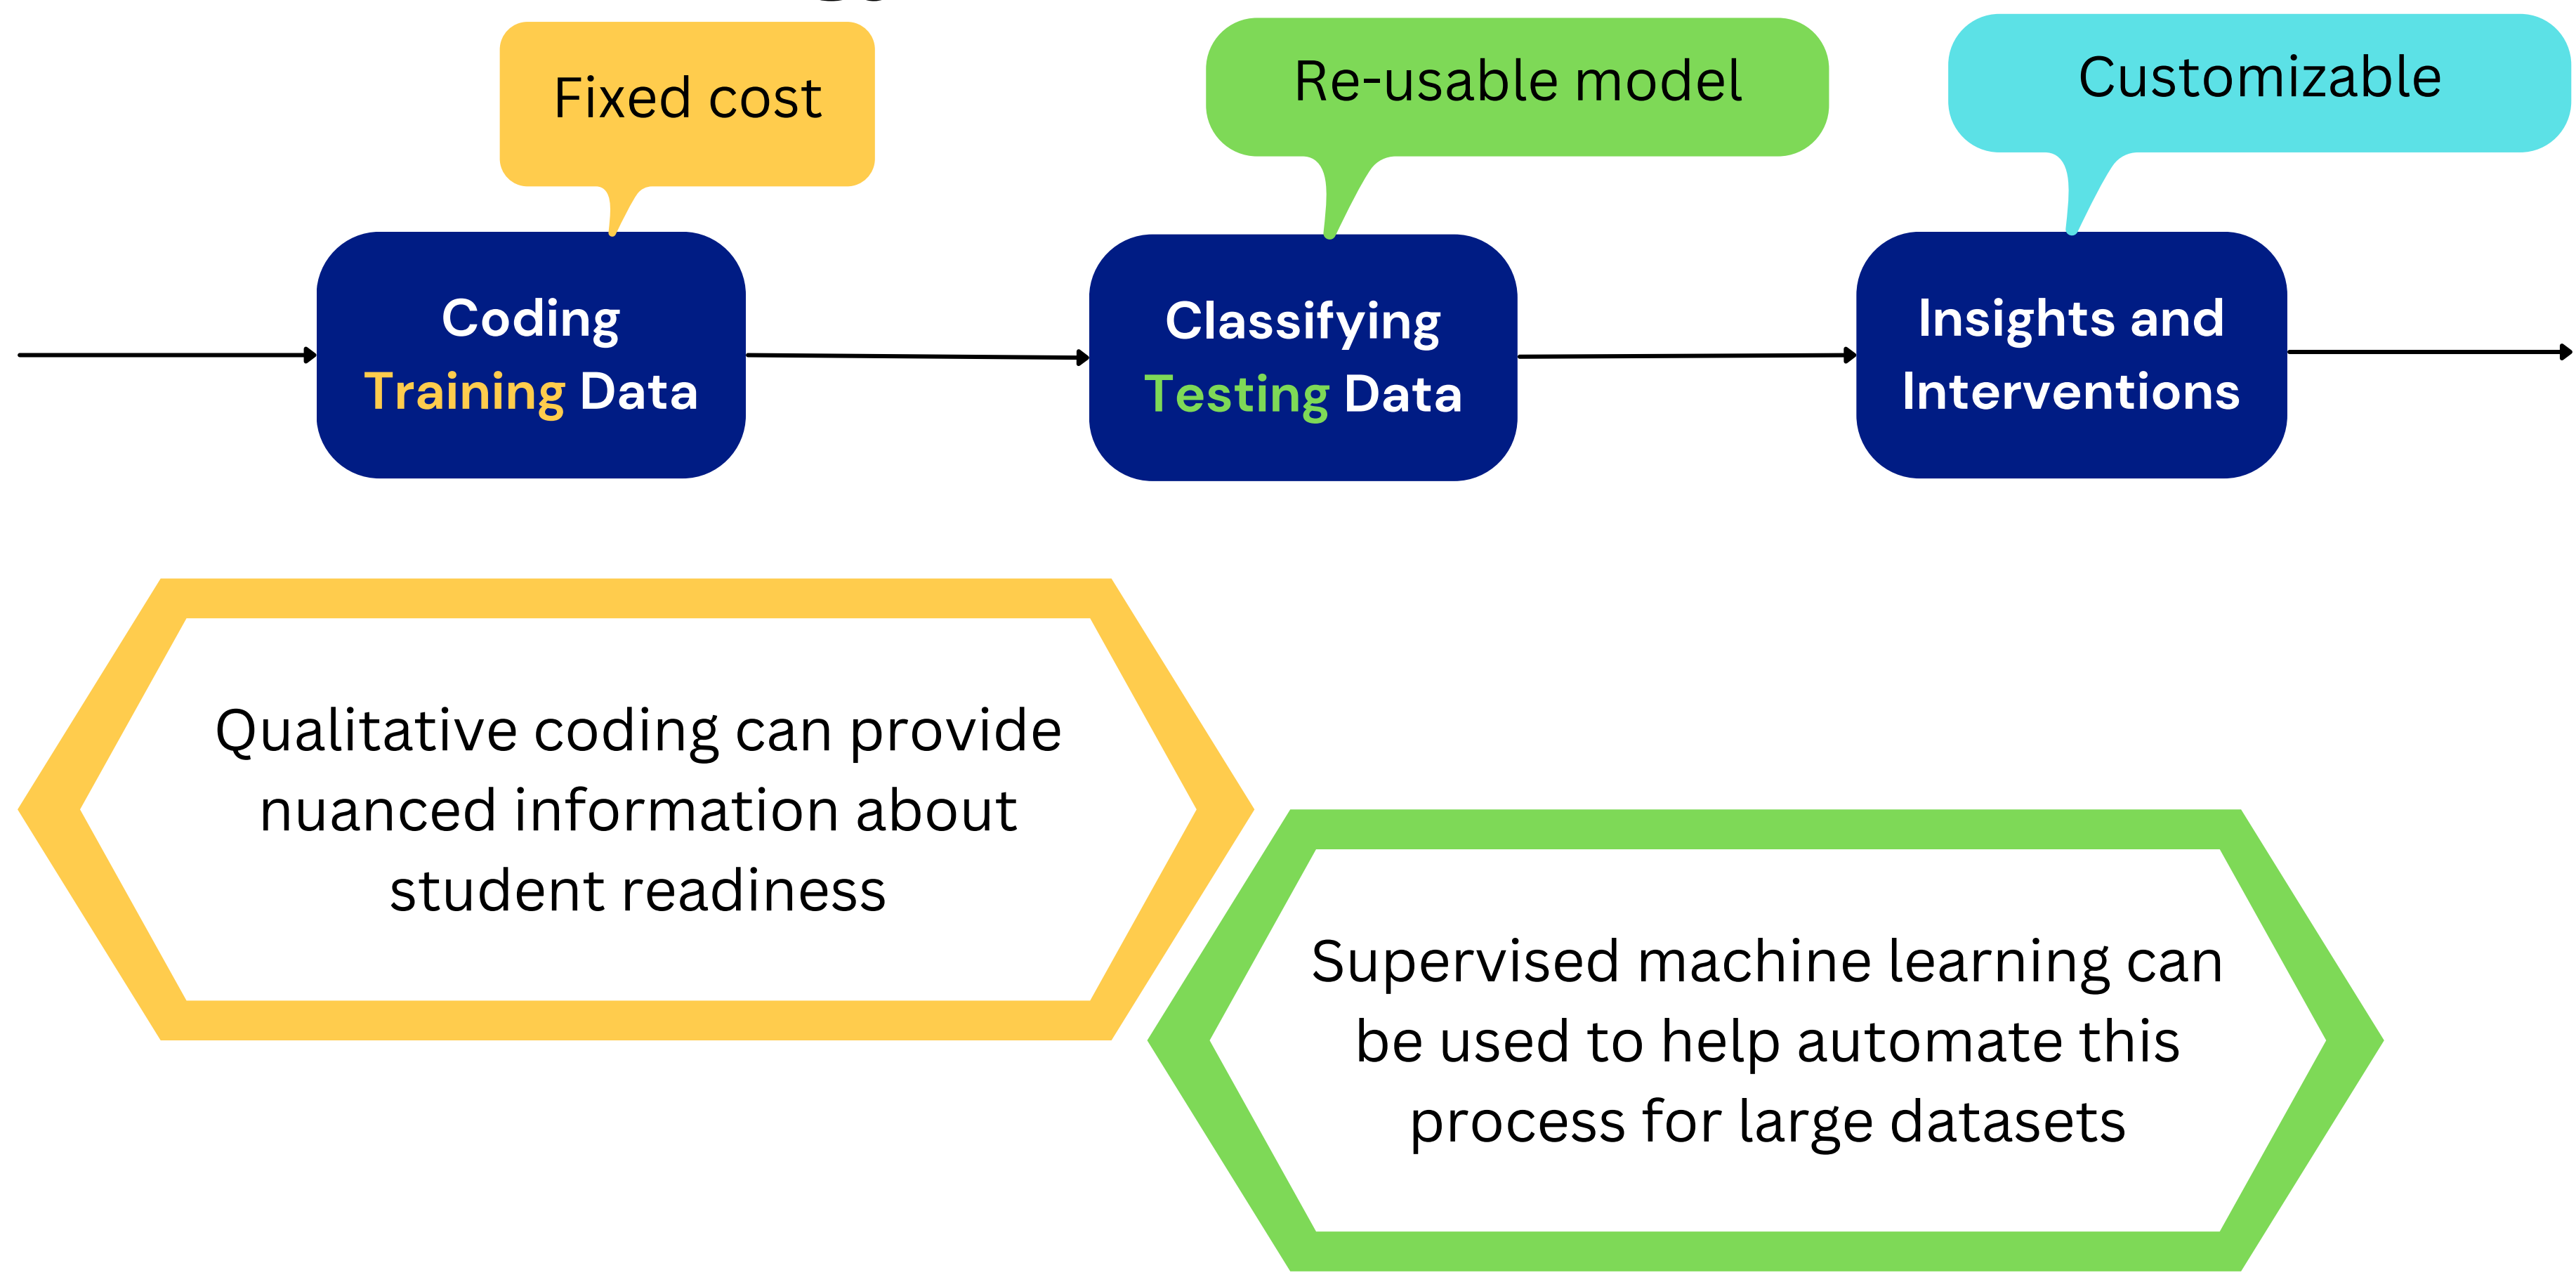 Fixed cost
Re-usable model
Customizable
Coding
Training Data
Classifying
Testing Data
Insights and
Interventions
Qualitative coding can provide
nuanced information about
student readiness
Supervised machine learning can
be used to help automate this
process for large datasets